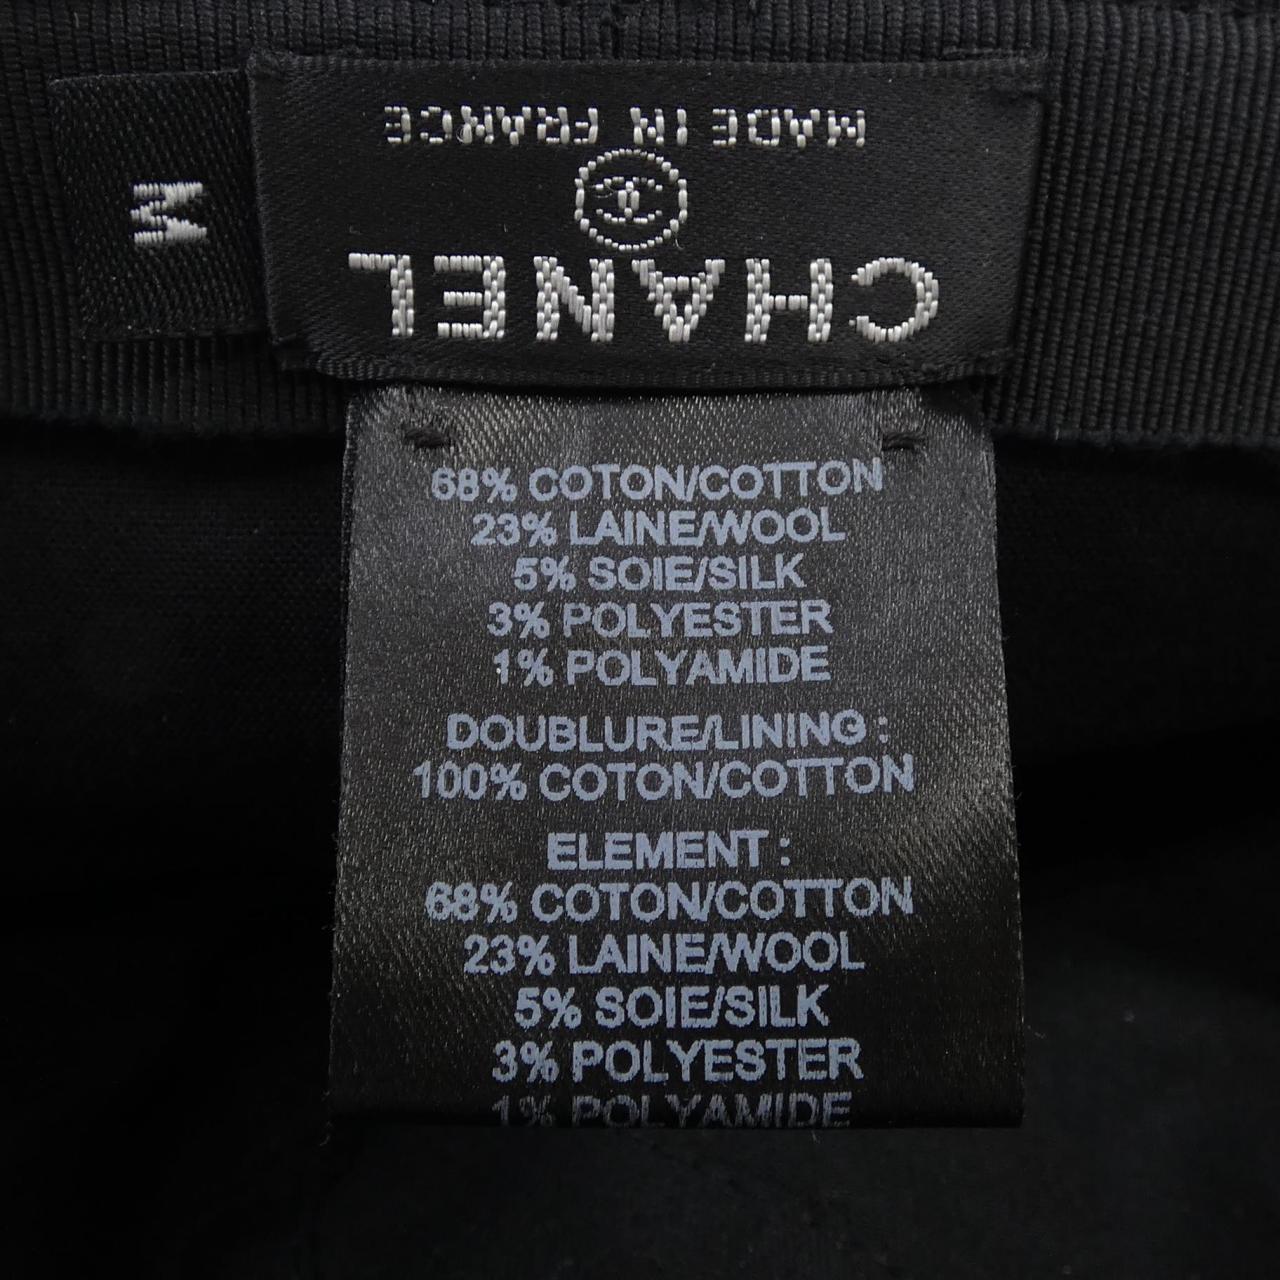 M
CHANEL
MADE IN FRANCE
68% COTON/COTTON
23% LAINE/WOOL
5% SOIE/SILK
3% POLYESTER
1% POLYAMIDE
DOUBLURE/LINING :
100% COTON/COTTON
ELEMENT :
68% COTON/COTTON
23% LAINE/WOOL
5% SOIE/SILK
3% POLYESTER
1% POLYAMIDE